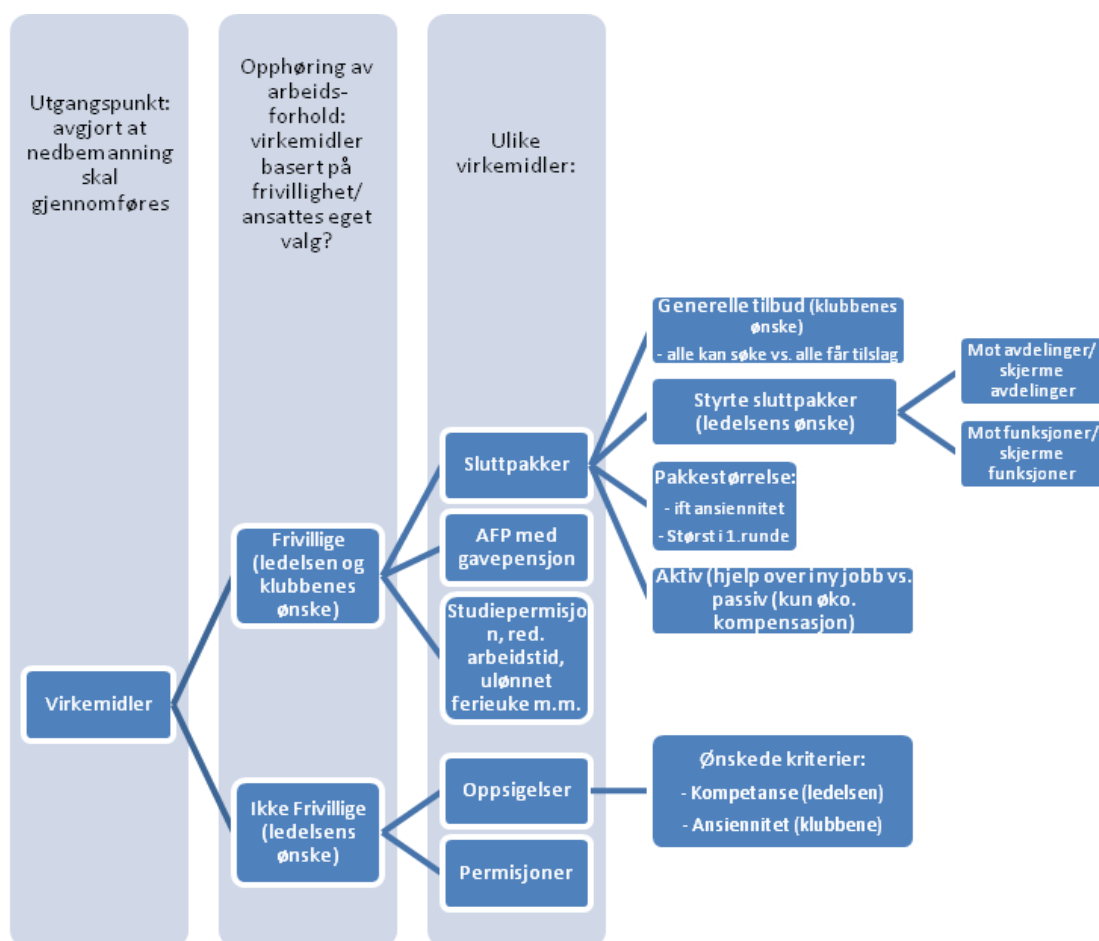 Utgangspunkt:
avgjort at
nedbemanning
skal
gjennomføres
Opphøring av
arbeids-
forhold:
virkemidler
basert på
frivillighet/
ansattes eget
valg?
Ulike
virkemidler:
Virkemidler
Frivillige
(ledelsen og
klubbenes
ønske)
Ikke Frivillige
(ledelsens
ønske)
Sluttpakker
AFP med
gavepensjon
Studiepermisjo
n, red.
arbeidstid,
ulønnet
ferieuke m.m.
Oppsigelser
Permisjoner
Generelle tilbud (klubbenes
ønske)
- alle kan søke vs. alle får tilslag
Styrte sluttpakker
(ledelsens ønske)
Pakkestørrelse:
- ift ansiennitet
- Størst i 1.runde
Aktiv (hjelp over i ny jobb vs.
passiv (kun øko.
kompensasjon)
Ønskede kriterier:
- Kompetanse (ledelsen)
- Ansiennitet (klubbene)
Mot avdelinger/
skjerme
avdelinger
Mot funksjoner/
skjerme
funksjoner